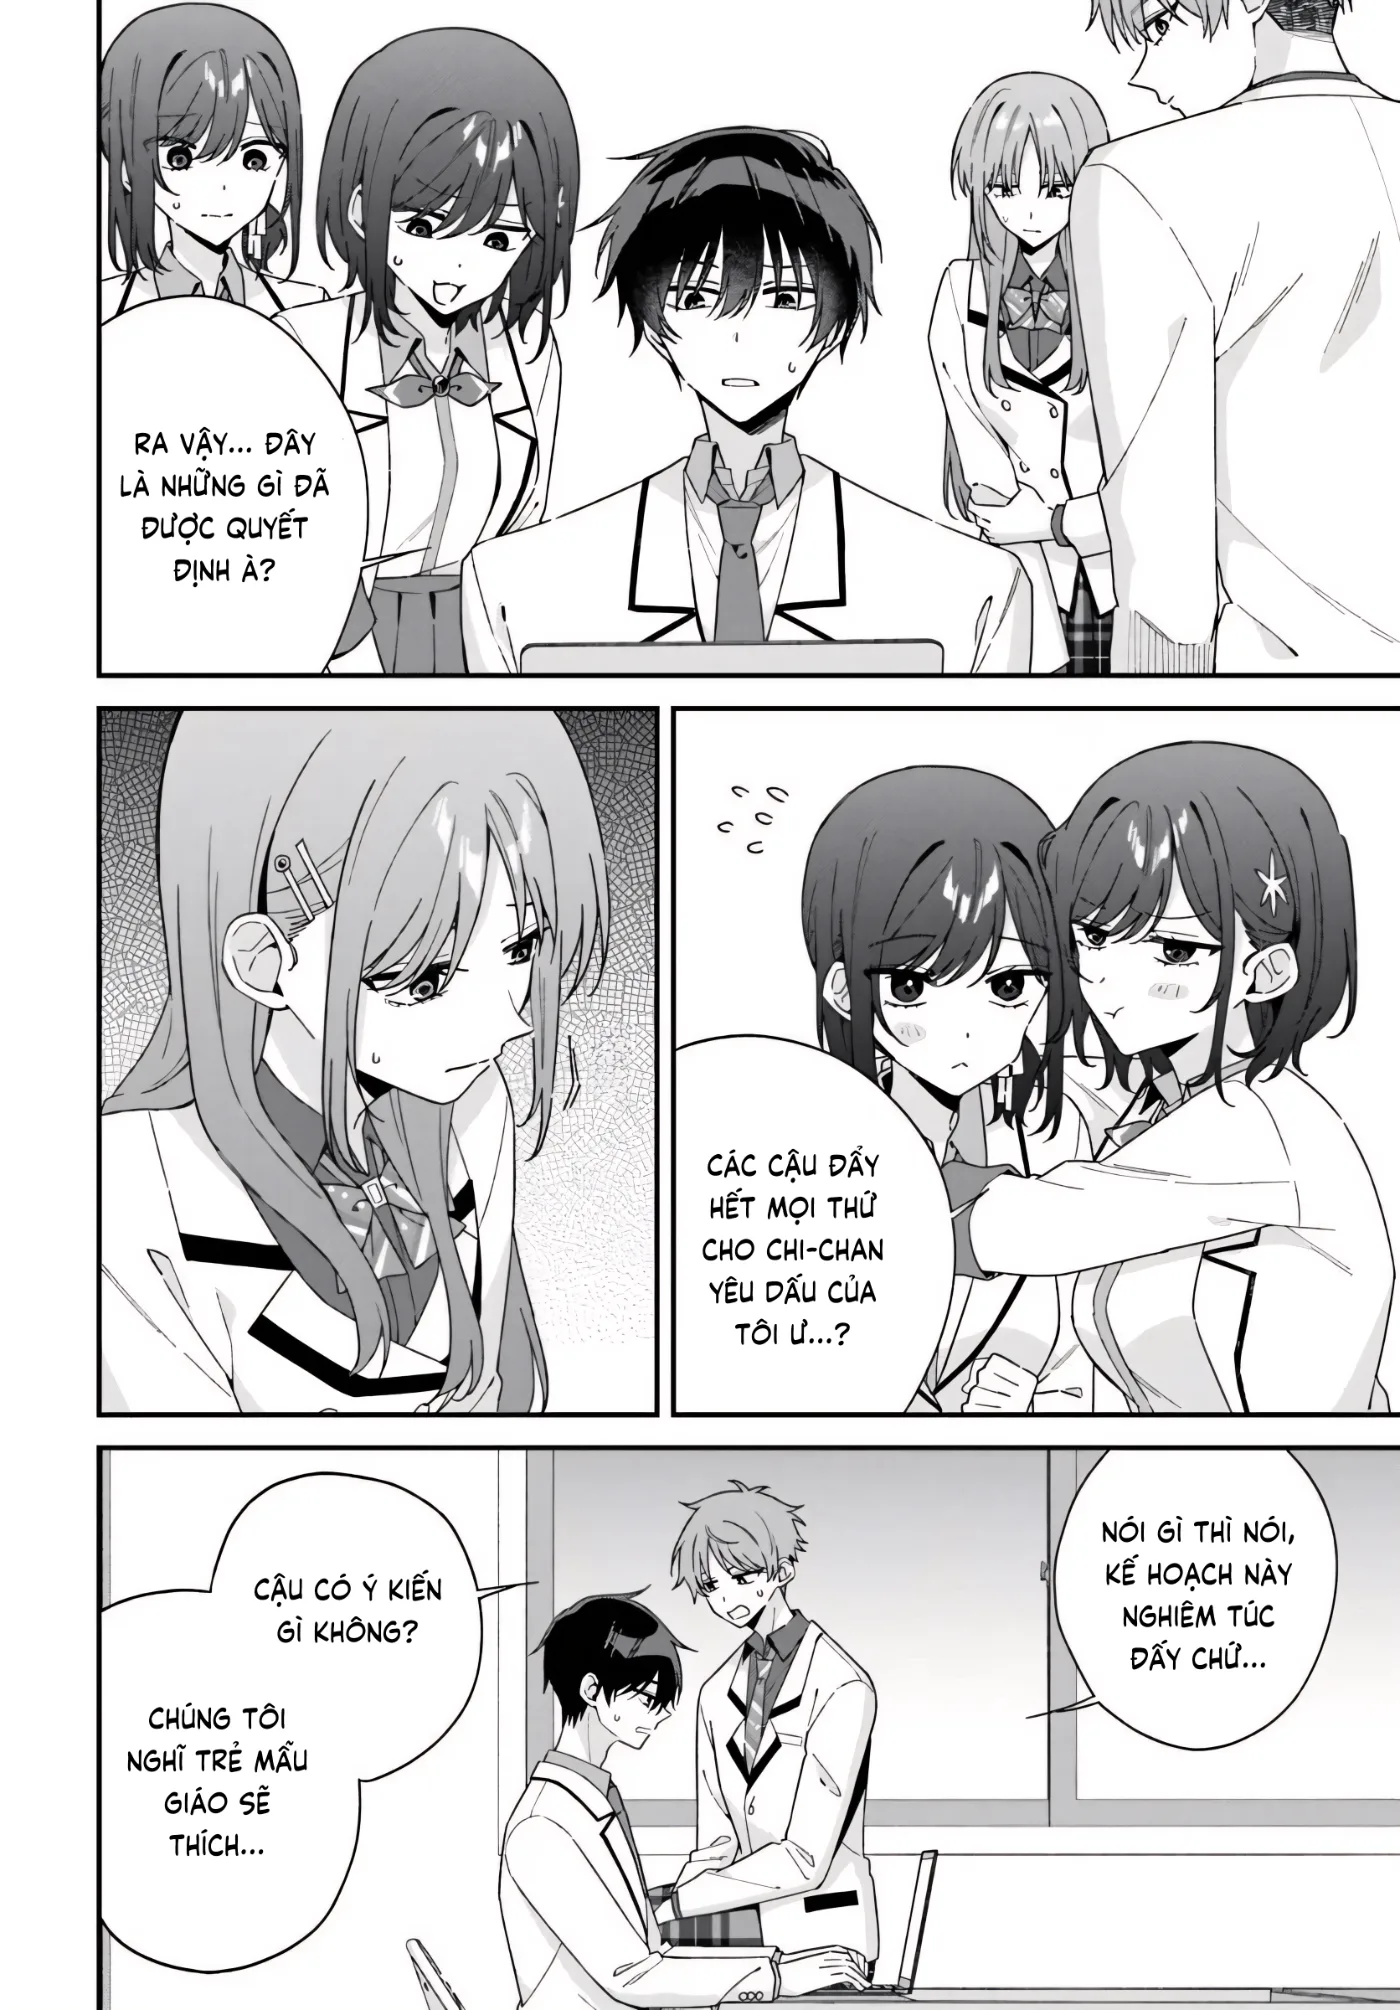 RA VẬY... ĐÂY
LÀ NHỮNG GÌ ĐÃ
ĐƯỢC QUYẾT
ĐỊNH À?
CÁC CẬU ĐẨY
HẾT MỌI THỨ
CHO CHI-CHAN
YÊU DẤU CỦA
TÔI Ư...?
NÓI GÌ THÌ NÓI,
KẾ HOẠCH NÀY
NGHIÊM TÚC
ĐẤY CHỨ...
CẬU CÓ Ý KIẾN
GÌ KHÔNG?
CHÚNG TÔI
NGHĨ TRẺ MẪU
GIÁO SẼ
THÍCH...